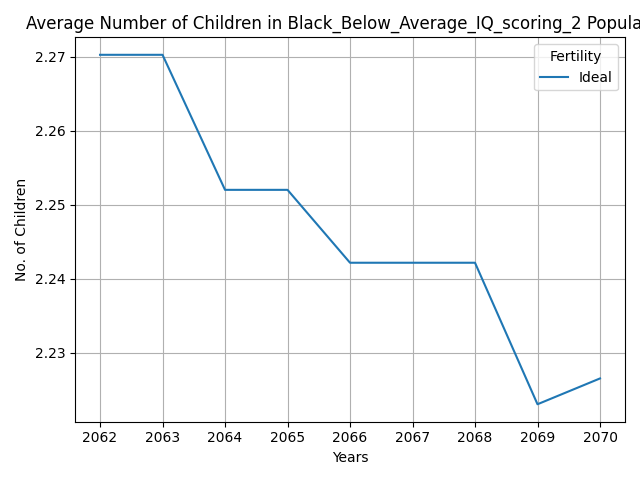 Average Number of Children in Black_Below_Average_IQ_scoring_2 Popula
Fertility
Ideal
2.27
2.26
2.25
2.24
2.23
No. of Children
2062 2063 2064 2065 2066 2067 2068 2069 2070
Years